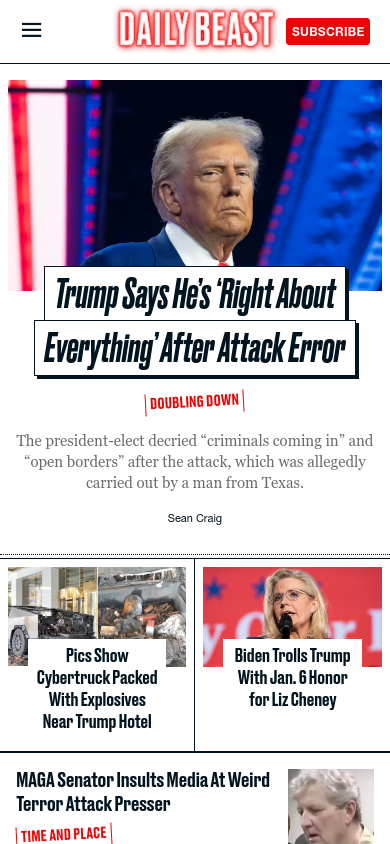 DAILY BEAST
SUBSCRIBE
Trump Says He’s ‘Right About
Everything’ After Attack Error
DOUBLING DOWN
The president-elect decried “criminals coming in” and
“open borders” after the attack, which was allegedly
carried out by a man from Texas.
Sean Craig
Pics Show
Cybertruck Packed
With Explosives
Near Trump Hotel
Biden Trolls Trump
With Jan. 6 Honor
for Liz Cheney
MAGA Senator Insults Media At Weird
Terror Attack Presser
TIME AND PLACE